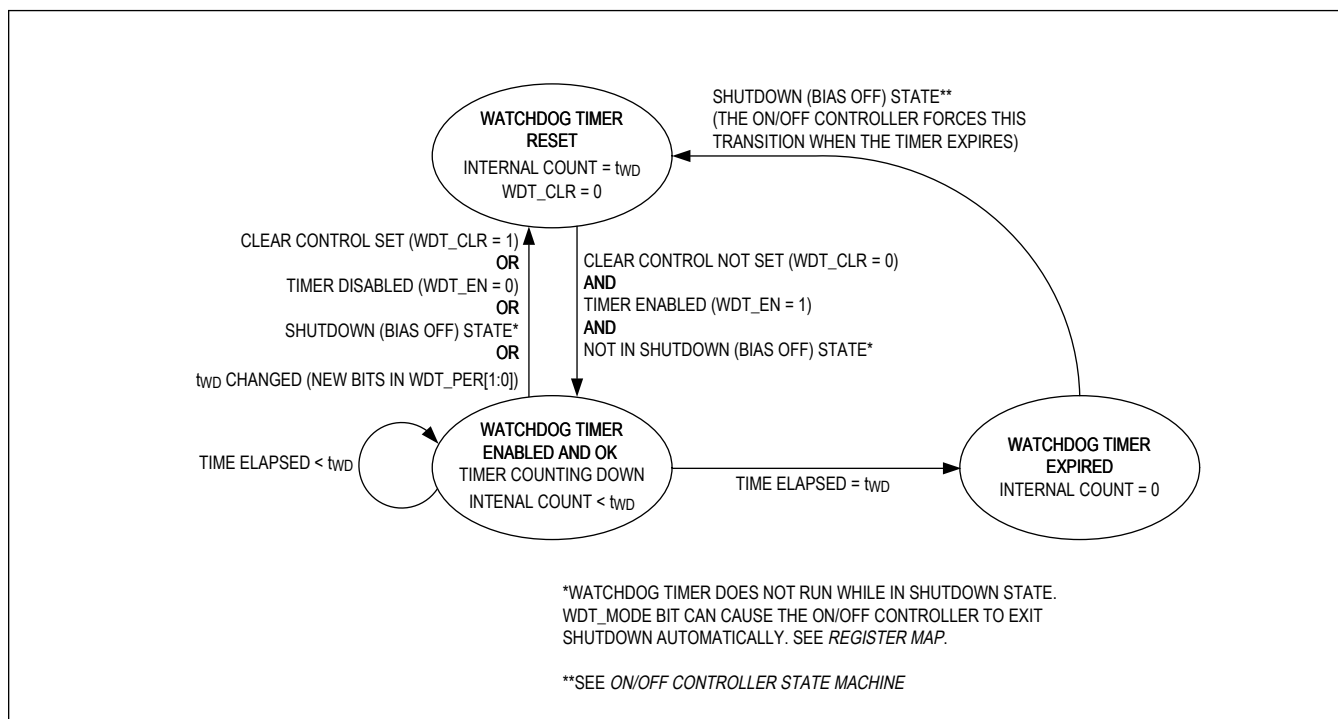 SHUTDOWN (BIAS OFF) STATE**
(THE ON/OFF CONTROLLER FORCES THIS
TRANSITION WHEN THE TIMER EXPIRES)
WATCHDOG TIMER
RESET
INTERNAL COUNT = tWD
WDT_CLR = 0
CLEAR CONTROL SET (WDT_CLR = 1)
OR
TIMER DISABLED (WDT_EN = 0)
OR
SHUTDOWN (BIAS OFF) STATE*
OR
tWD CHANGED (NEW BITS IN WDT_PER[1:0])
CLEAR CONTROL NOT SET (WDT_CLR = 0)
AND
TIMER ENABLED (WDT_EN = 1)
AND
NOT IN SHUTDOWN (BIAS OFF) STATE*
TIME ELAPSED < tWD
WATCHDOG TIMER
ENABLED AND OK
TIMER COUNTING DOWN
INTENAL COUNT < tWD
TIME ELAPSED = tWD
WATCHDOG TIMER
EXPIRED
INTERNAL COUNT = 0
*WATCHDOG TIMER DOES NOT RUN WHILE IN SHUTDOWN STATE.
WDT_MODE BIT CAN CAUSE THE ON/OFF CONTROLLER TO EXIT
SHUTDOWN AUTOMATICALLY. SEE REGISTER MAP.
**SEE ON/OFF CONTROLLER STATE MACHINE